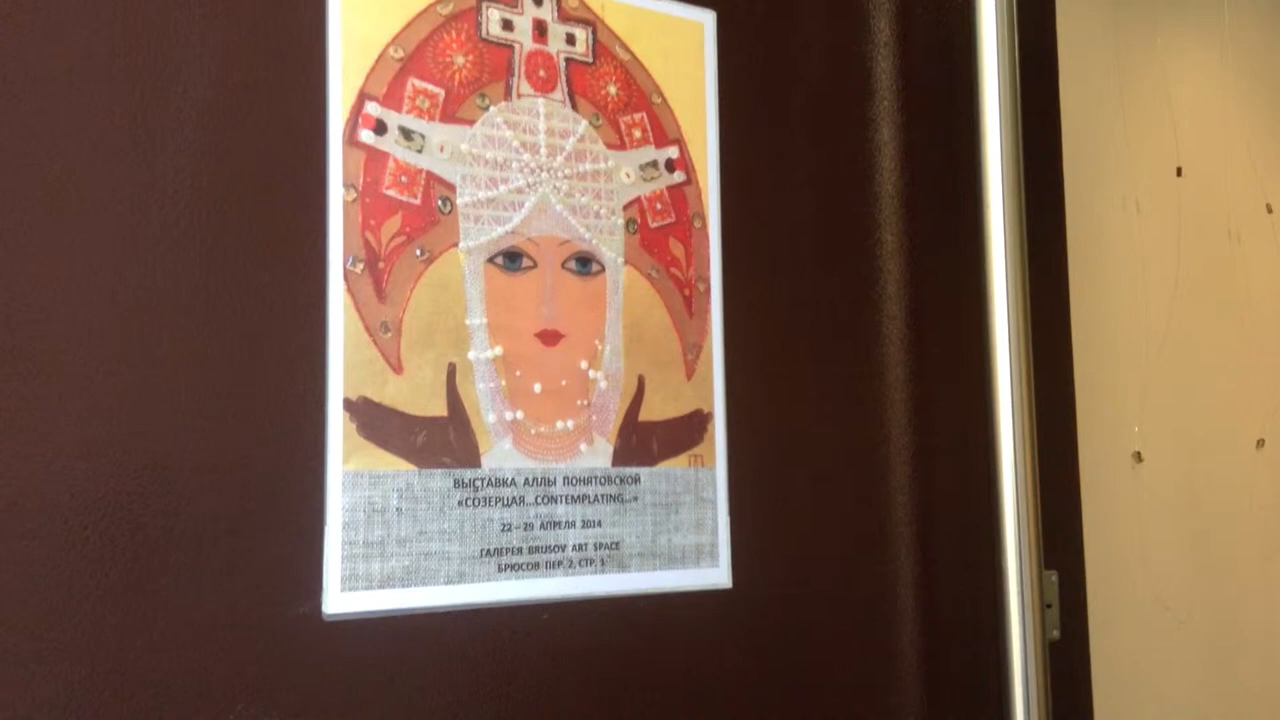 ВЫСТАВКА АЛЛЫ ПОНЯТОВСКОЙ
«СОЗЕРЦАЯ...CONTEMPLATING...»
22–29 АПРЕЛЯ 2014
ГАЛЕРЕЯ BRUSOV ART SPACE
БРЮСОВ ПЕР. 2, СТР. 1